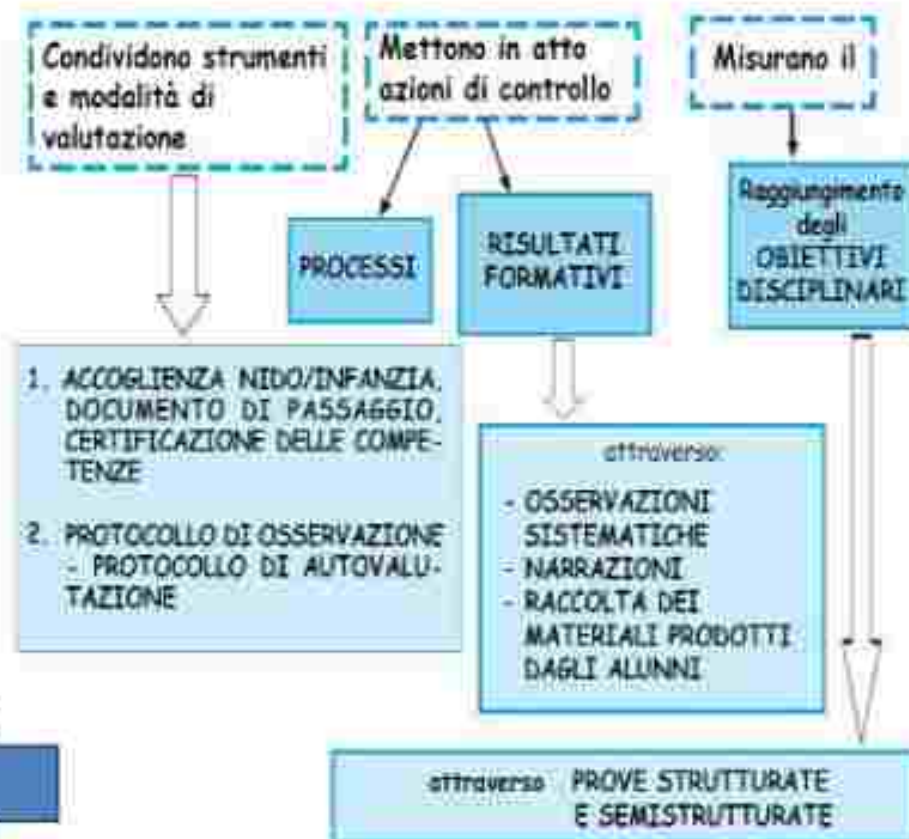 Condividono strumenti
e modalità di
valutazione
Mettono in atto
azioni di controllo
Misurano il
PROCESSI
RISULTATI
FORMATIVI
Raggiungimento
degli
OBIETTIVI
DISCIPLINARI
1. ACCOGLIENZA NIDO/INFANZIA,
DOCUMENTO DI PASSAGGIO,
CERTIFICAZIONE DELLE COMPE-
TENZE
2. PROTOCOLLO DI OSSERVAZIONE
- PROTOCOLLO DI AUTOVALU-
TAZIONE
attraverso:
- OSSERVAZIONI
SISTEMATICHE
- NARRAZIONI
- RACCOLTA DEI
MATERIALI PRODOTTI
DAGLI ALUNNI
attraverso PROVE STRUTTURATE
E SEMISTRUTTURATE